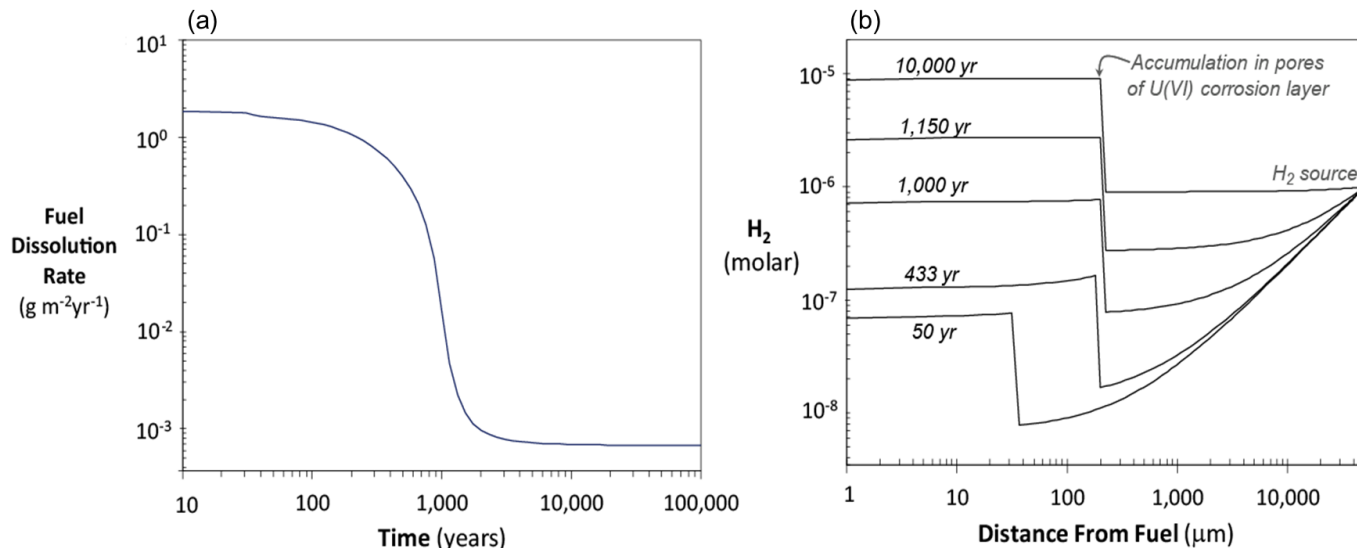 (a)
10¹
10⁰
10⁻¹
10⁻²
10⁻³
Fuel
Dissolution
Rate
(g m⁻²yr⁻¹)
10
100
1,000
10,000
100,000
Time (years)
(b)
10⁻⁵
10⁻⁶
10⁻⁷
10⁻⁸
H₂
(molar)
10,000 yr
1,150 yr
1,000 yr
433 yr
50 yr
Accumulation in pores
of U(VI) corrosion layer
H₂ source
1
10
100
1,000
10,000
Distance From Fuel (µm)